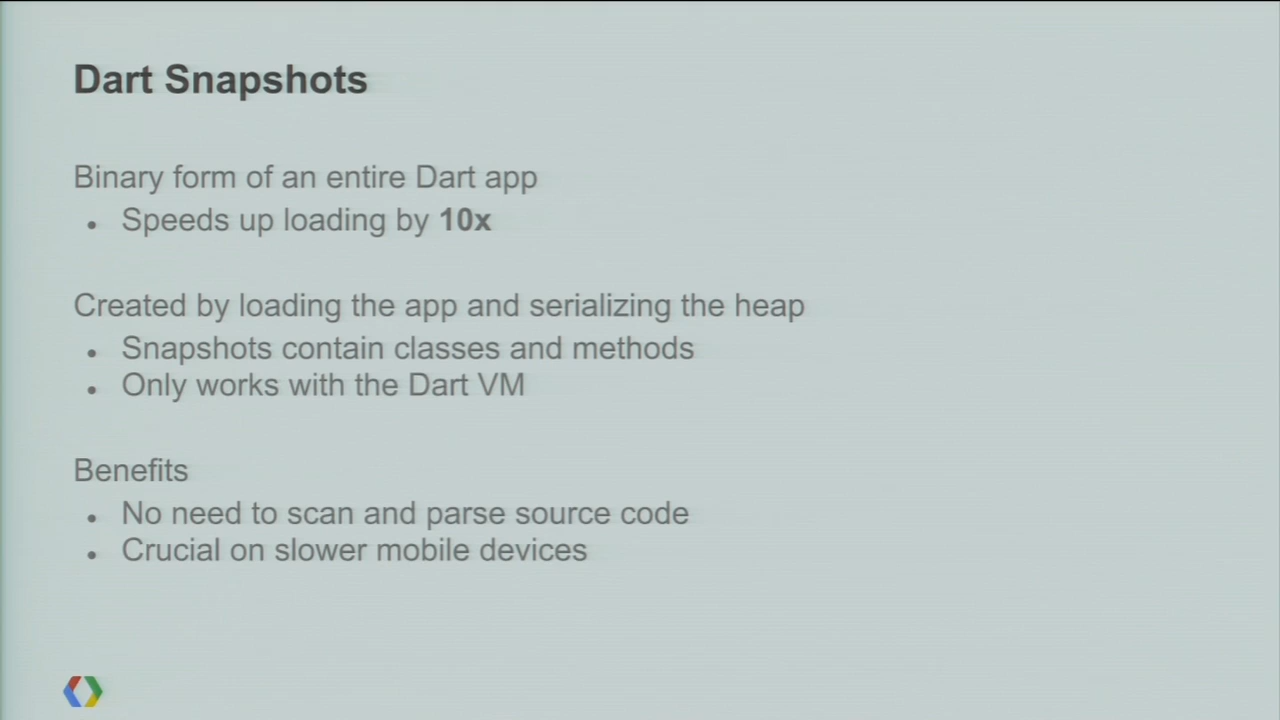 Dart Snapshots
Binary form of an entire Dart app
• Speeds up loading by 10x
Created by loading the app and serializing the heap
• Snapshots contain classes and methods
• Only works with the Dart VM
Benefits
• No need to scan and parse source code
• Crucial on slower mobile devices